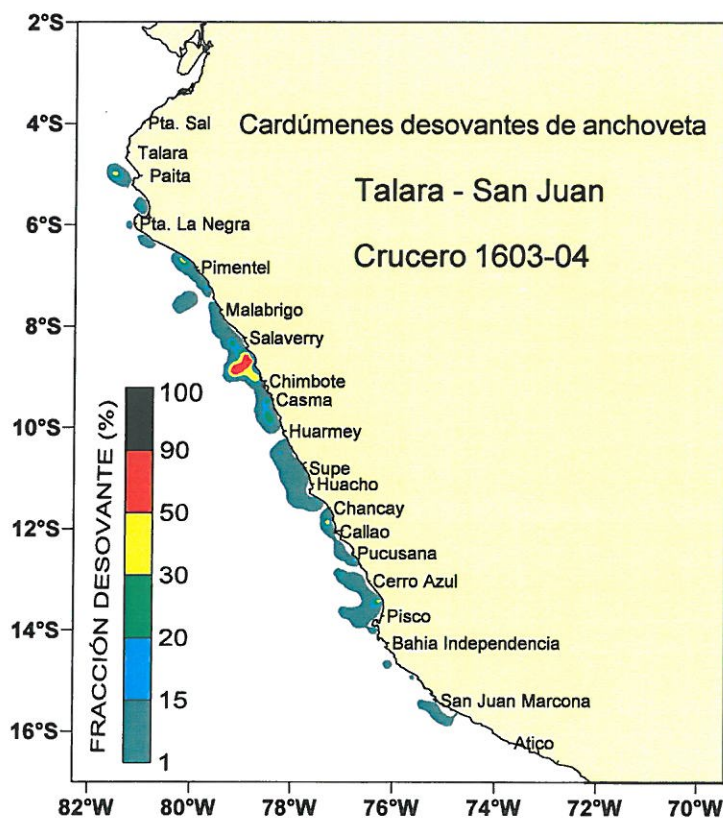 2°S
4°S
6°S
8°S
10°S
12°S
14°S
16°S
Cardúmenes desovantes de anchoveta
Talara - San Juan
Crucero 1603-04
Pta. Sal
Talara
Paita
Pta. La Negra
Pimentel
Malabrigo
Salaverry
Chimbote
Casma
Huarmey
Supe
Huacho
Chancay
Callao
Pucusana
Cerro Azul
Pisco
Bahia Independencia
San Juan Marcona
Atico
FRACCIÓN DESOVANTE (%)
100
90
50
30
20
15
1
82°W
80°W
78°W
76°W
74°W
72°W
70°W